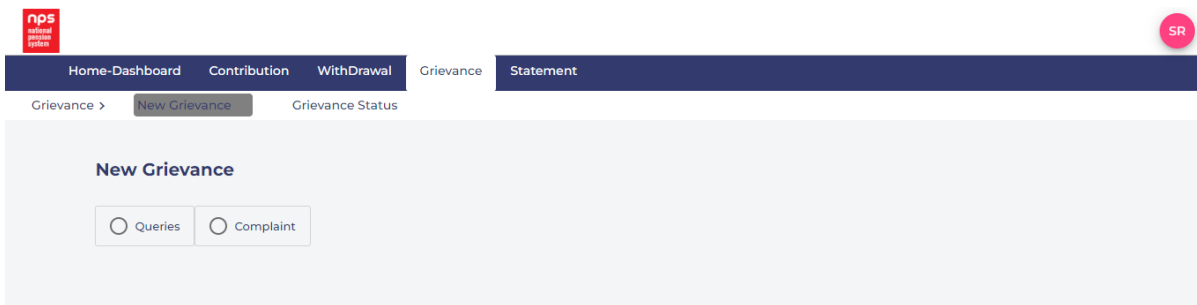 nps
national
pension
system
SR
Home-Dashboard Contribution WithDrawal Grievance Statement
Grievance > New Grievance Grievance Status
New Grievance
Queries Complaint